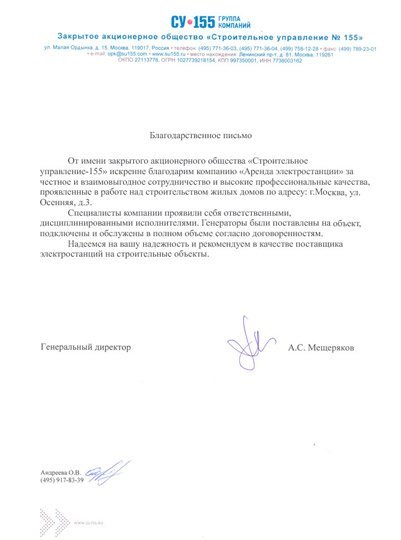 СУ•155 ГРУППА КОМПАНИЙ
Закрытое акционерное общество «Строительное управление № 155»
ул. Малая Ордынка, д. 15, Москва, 119017, Россия • телефон: (495) 771-36-03, (495) 771-36-04, (499) 758-12-28 • факс: (499) 789-23-01
• e-mail: upk@su155.com • www.su155.ru • место нахождения: Ленинский пр-т, д. 81, Москва, 119261
ОКПО 27113778, ОГРН 1027739218154, КПП 997350001, ИНН 7736003162
Благодарственное письмо
От имени закрытого акционерного общества «Строительное
управление-155» искренне благодарим компанию «Аренда электростанции» за
честное и взаимовыгодное сотрудничество и высокие профессиональные качества,
проявленные в работе над строительством жилых домов по адресу: г.Москва, ул.
Осенняя, д.3.
Специалисты компании проявили себя ответственными,
дисциплинированными исполнителями. Генераторы были поставлены на объект,
подключены и обслужены в полном объеме согласно договоренностям.
Надеемся на вашу надежность и рекомендуем в качестве поставщика
электростанций на строительные объекты.
Генеральный директор А.С. Мещеряков
Андреева О.В.
(495) 917-83-39
www.su155.ru